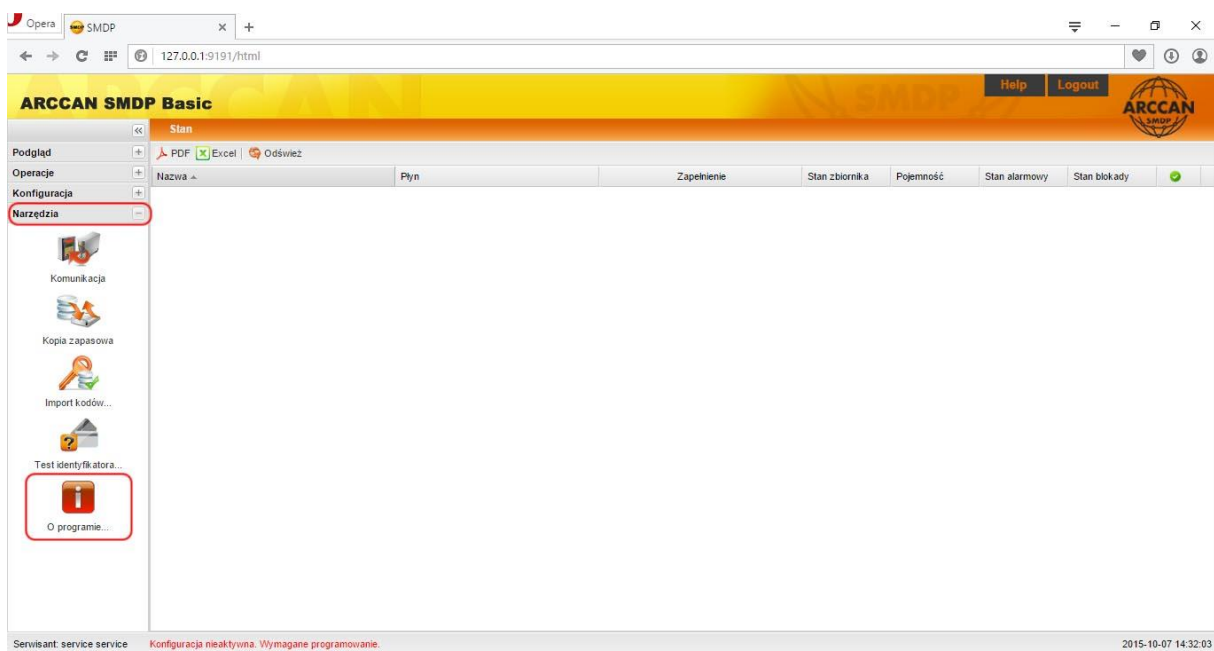 Opera
SMDP
127.0.0.1:9191/html
ARCCAN SMDP Basic
SMDP
Help
Logout
ARCCAN
SMDP
Stan
Podgląd
PDF
Excel
Odśwież
Operacje
Nazwa
Płyn
Zapełnienie
Stan zbiornika
Pojemność
Stan alarmowy
Stan blokady
Konfiguracja
Narzędzia
Komunikacja
Kopia zapasowa
Import kodów...
Test identyfikatora...
O programie...
Serwisant: service service
Konfiguracja nieaktywna. Wymagane programowanie.
2015-10-07 14:32:03